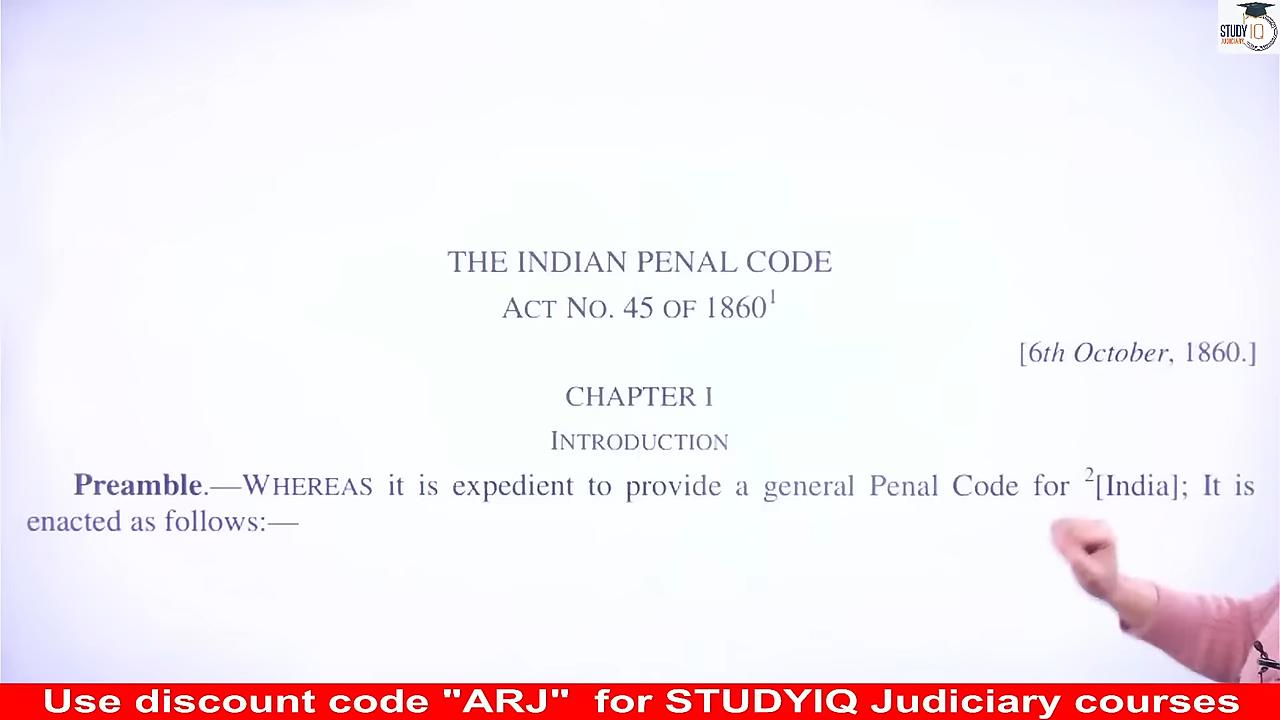 STUDY IQ
JUDICIARY
THE INDIAN PENAL CODE
ACT NO. 45 OF 1860¹
[6th October, 1860.]
CHAPTER I
INTRODUCTION
Preamble.—WHEREAS it is expedient to provide a general Penal Code for ²[India]; It is
enacted as follows:—
Use discount code "ARJ" for STUDYIQ Judiciary courses